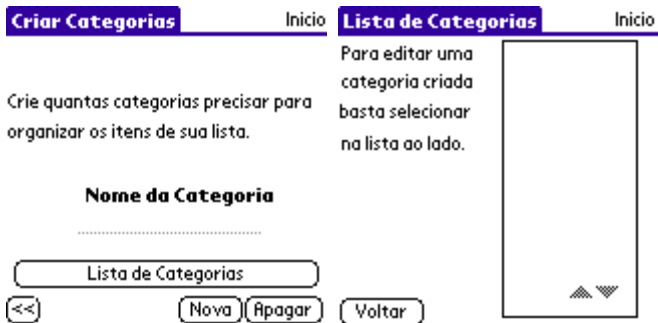 Criar Categorias
Inicio
Crie quantas categorias precisar para
organizar os itens de sua lista.
Nome da Categoria
Lista de Categorias
<<
Nova
Apagar
Lista de Categorias
Inicio
Para editar uma
categoria criada
basta selecionar
na lista ao lado.
Voltar